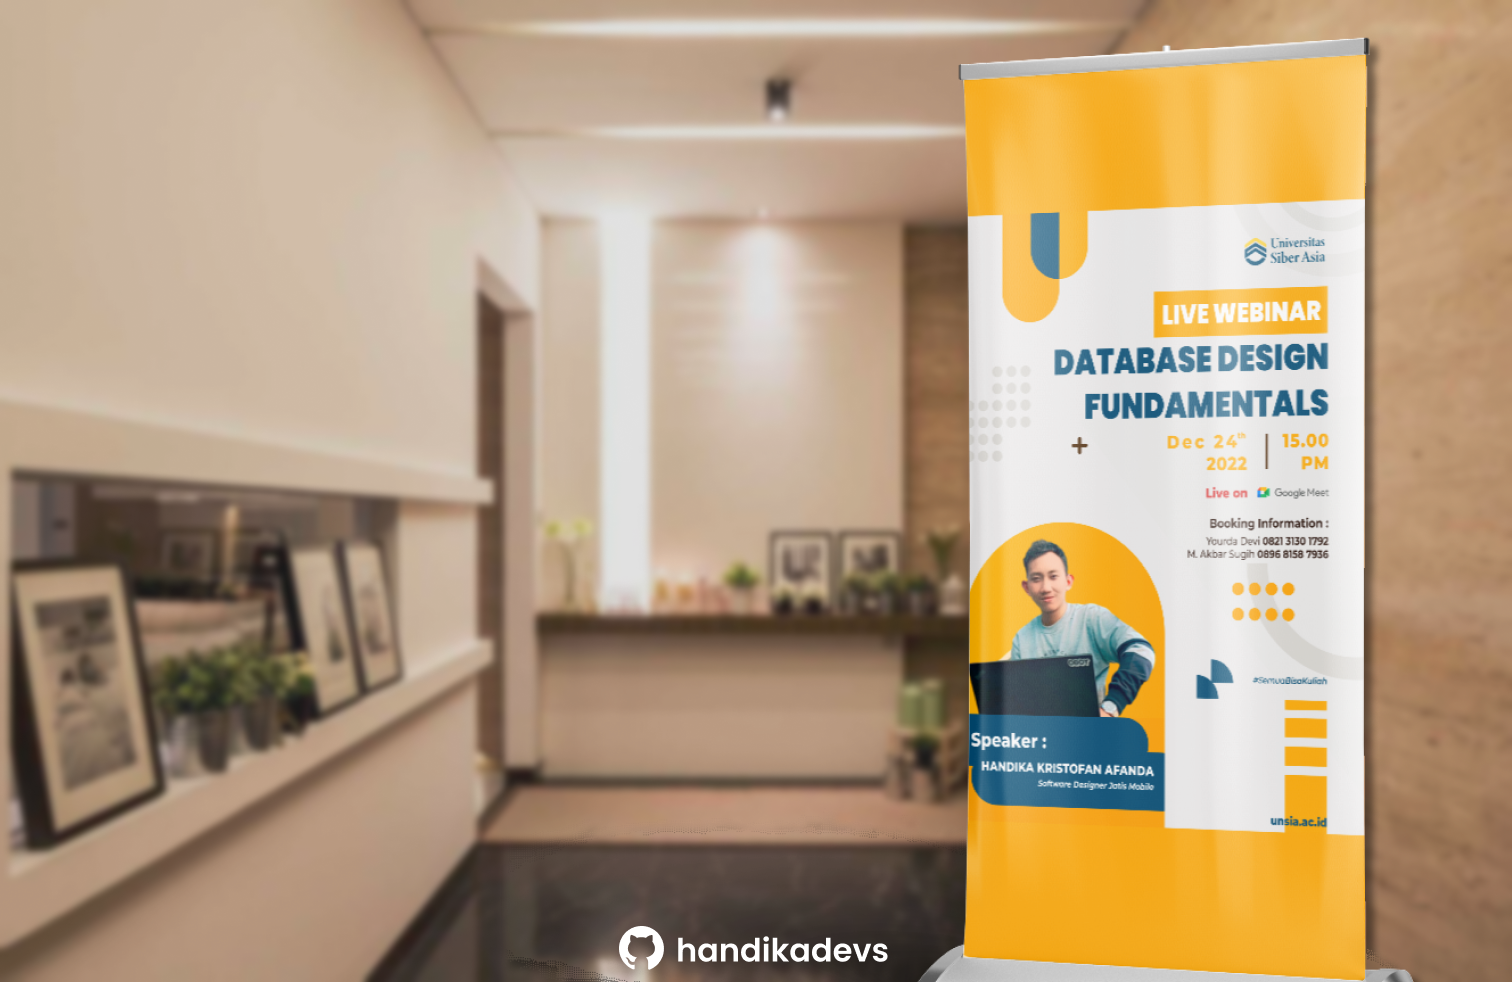 Universitas
Siber Asia
LIVE WEBINAR
DATABASE DESIGN
FUNDAMENTALS
Dec 24th
2022
15.00
PM
Live on Google Meet
Booking Information :
Yourda Devi 0821 3130 1792
M. Akbar Sugih 0896 8158 7936
#SemuaBisaKuliah
Speaker :
HANDIKA KRISTOFAN AFANDA
Software Designer Jatis Mobile
unsia.ac.id
handikadevs